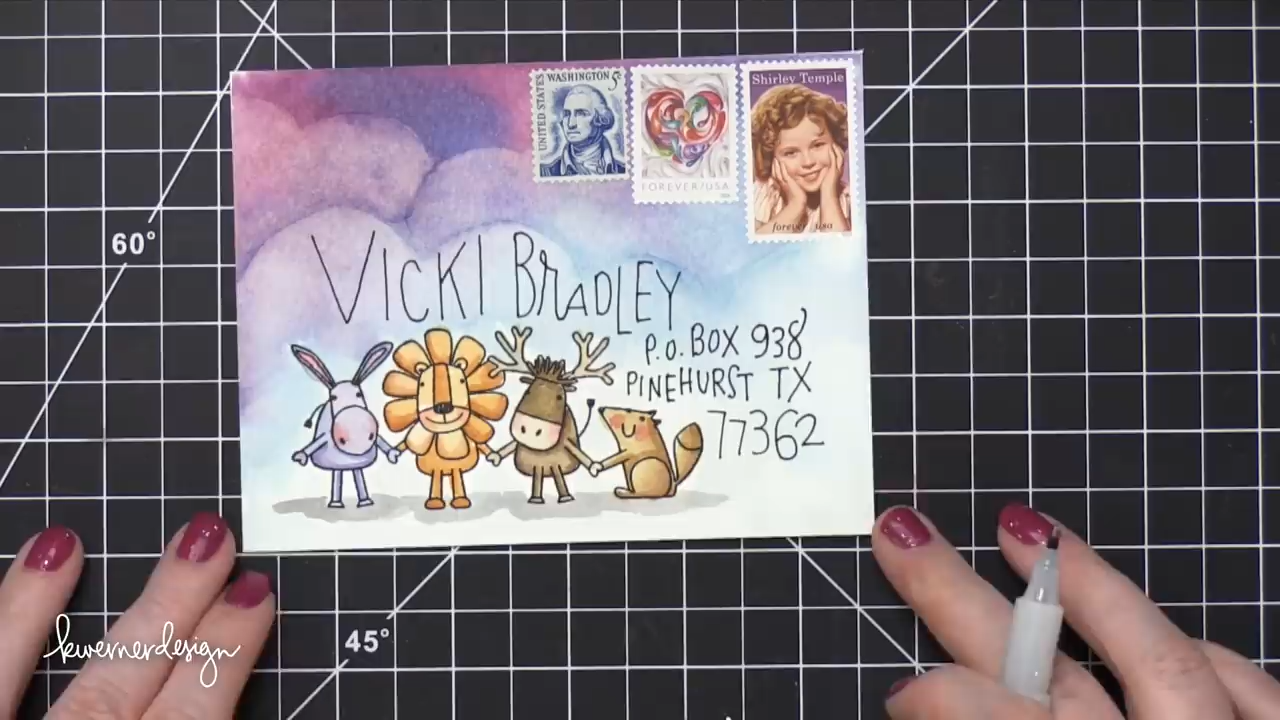 UNITED STATES
WASHINGTON 5¢
FOREVER/USA
Shirley Temple
forever usa
VICKI BRADLEY
P.O. BOX 938
PINEHURST TX
77362
60°
45°
kwernerdesign